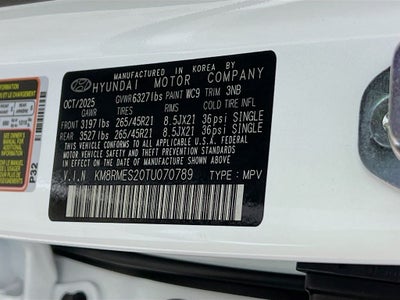 MANUFACTURED IN KOREA
HYUNDAI MOTOR COMPANY
OCT/2025 GVWR 6327lbs PAINT WC9 TRIM 3NB
GAWR TIRES RIMS COLD TIRE INFL
FRONT 3197lbs 265/45R21 8.5JX21 36psi SINGLE
REAR 3527lbs 265/45R21 8.5JX21 36psi SINGLE
THIS VEHICLE CONFORMS TO ALL APPLICABLE
U.S. FEDERAL MOTOR VEHICLE SAFETY,
BUMPER, AND THEFT PREVENTION STANDARDS
IN EFFECT ON THE DATE OF MANUFACTURE
SHOWN ABOVE.
V.I.N KM8RMES20TU070789 TYPE: MPV
P32